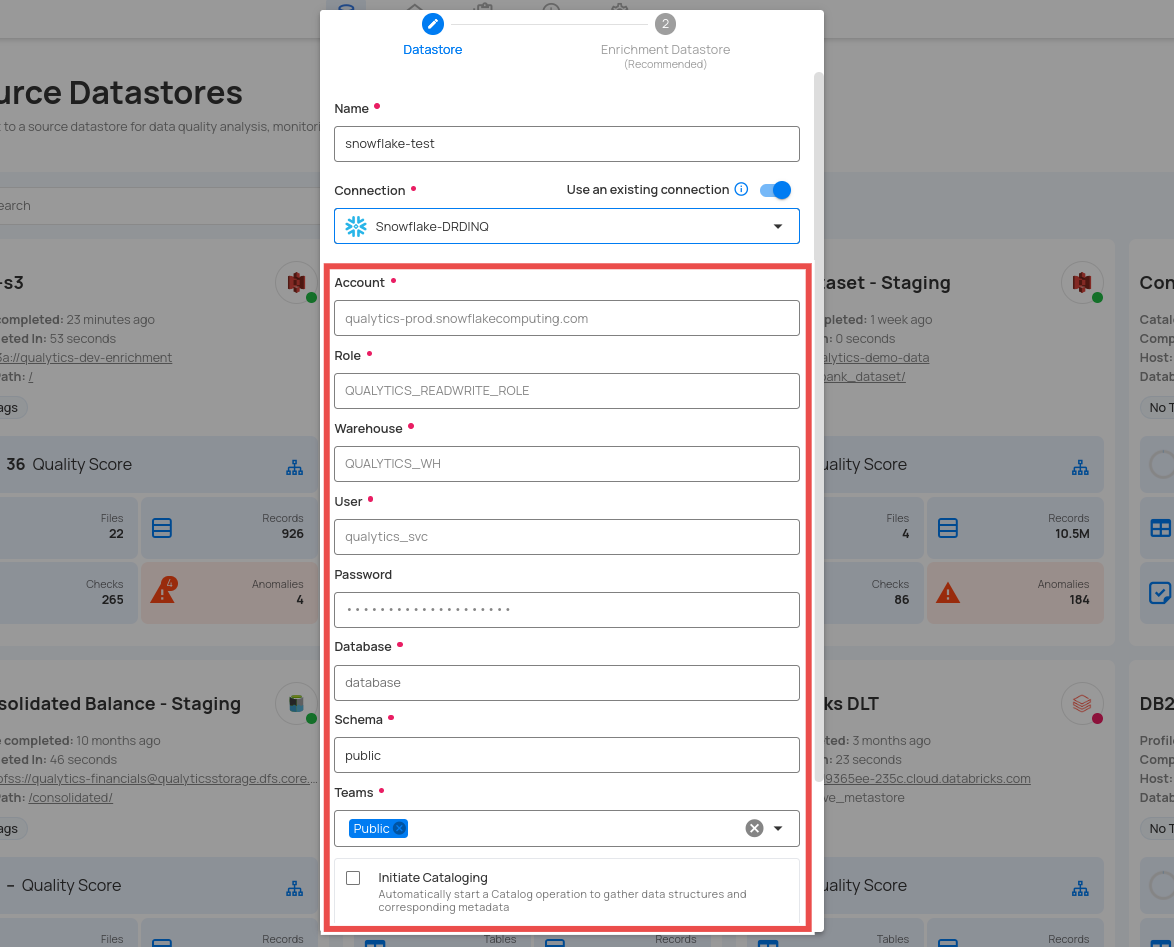 Datastore
2
Enrichment Datastore
(Recommended)
urce Datastores
to a source datastore for data quality analysis, monitori
earch
Name
snowflake-test
Connection
Use an existing connection
Snowflake-DRDINQ
Account
qualytics-prod.snowflakecomputing.com
Role
QUALYTICS_READWRITE_ROLE
Warehouse
QUALYTICS_WH
User
qualytics_svc
Password
Database
database
Schema
public
Teams
Public
Initiate Cataloging
Automatically start a Catalog operation to gather data structures and
corresponding metadata
-s3
completed: 23 minutes ago
eted In: 53 seconds
3a://qualytics-dev-enrichment
ath: /
ags
36 Quality Score
Files
22
Records
926
Checks
265
4
Anomalies
4
solidated Balance - Staging
completed: 10 months ago
eted In: 46 seconds
ofss://qualytics-financials@qualyticsstorage.dfs.core....
Path: /consolidated/
ags
– Quality Score
Files
Records
Tables
Records
taset - Staging
pleted: 1 week ago
n: 0 seconds
alytics-demo-data
bank_dataset/
uality Score
Files
4
Records
10.5M
Checks
86
Anomalies
184
ks DLT
ted: 3 months ago
n: 23 seconds
9365ee-235c.cloud.databricks.com
ve_metastore
uality Score
Tables
Records
Con
Catal
Comp
Host:
Datab
No T
DB2
Profil
Comp
Host:
Datab
No T